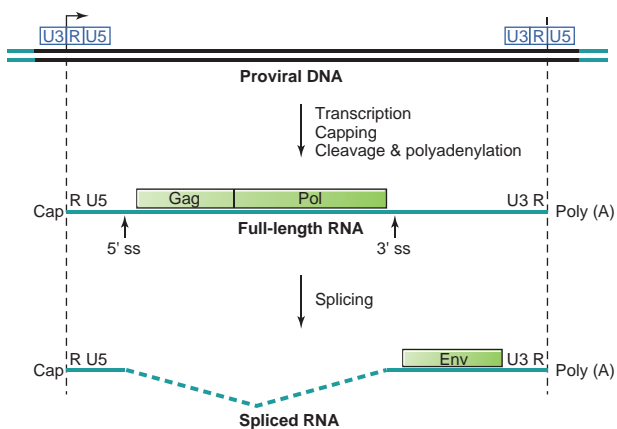 U3 R U5
U3 R U5
Proviral DNA
Transcription
Capping
Cleavage & polyadenylation
R U5
Gag
Pol
U3 R
Cap
Poly (A)
Full-length RNA
5' ss
3' ss
Splicing
R U5
Env
U3 R
Cap
Poly (A)
Spliced RNA